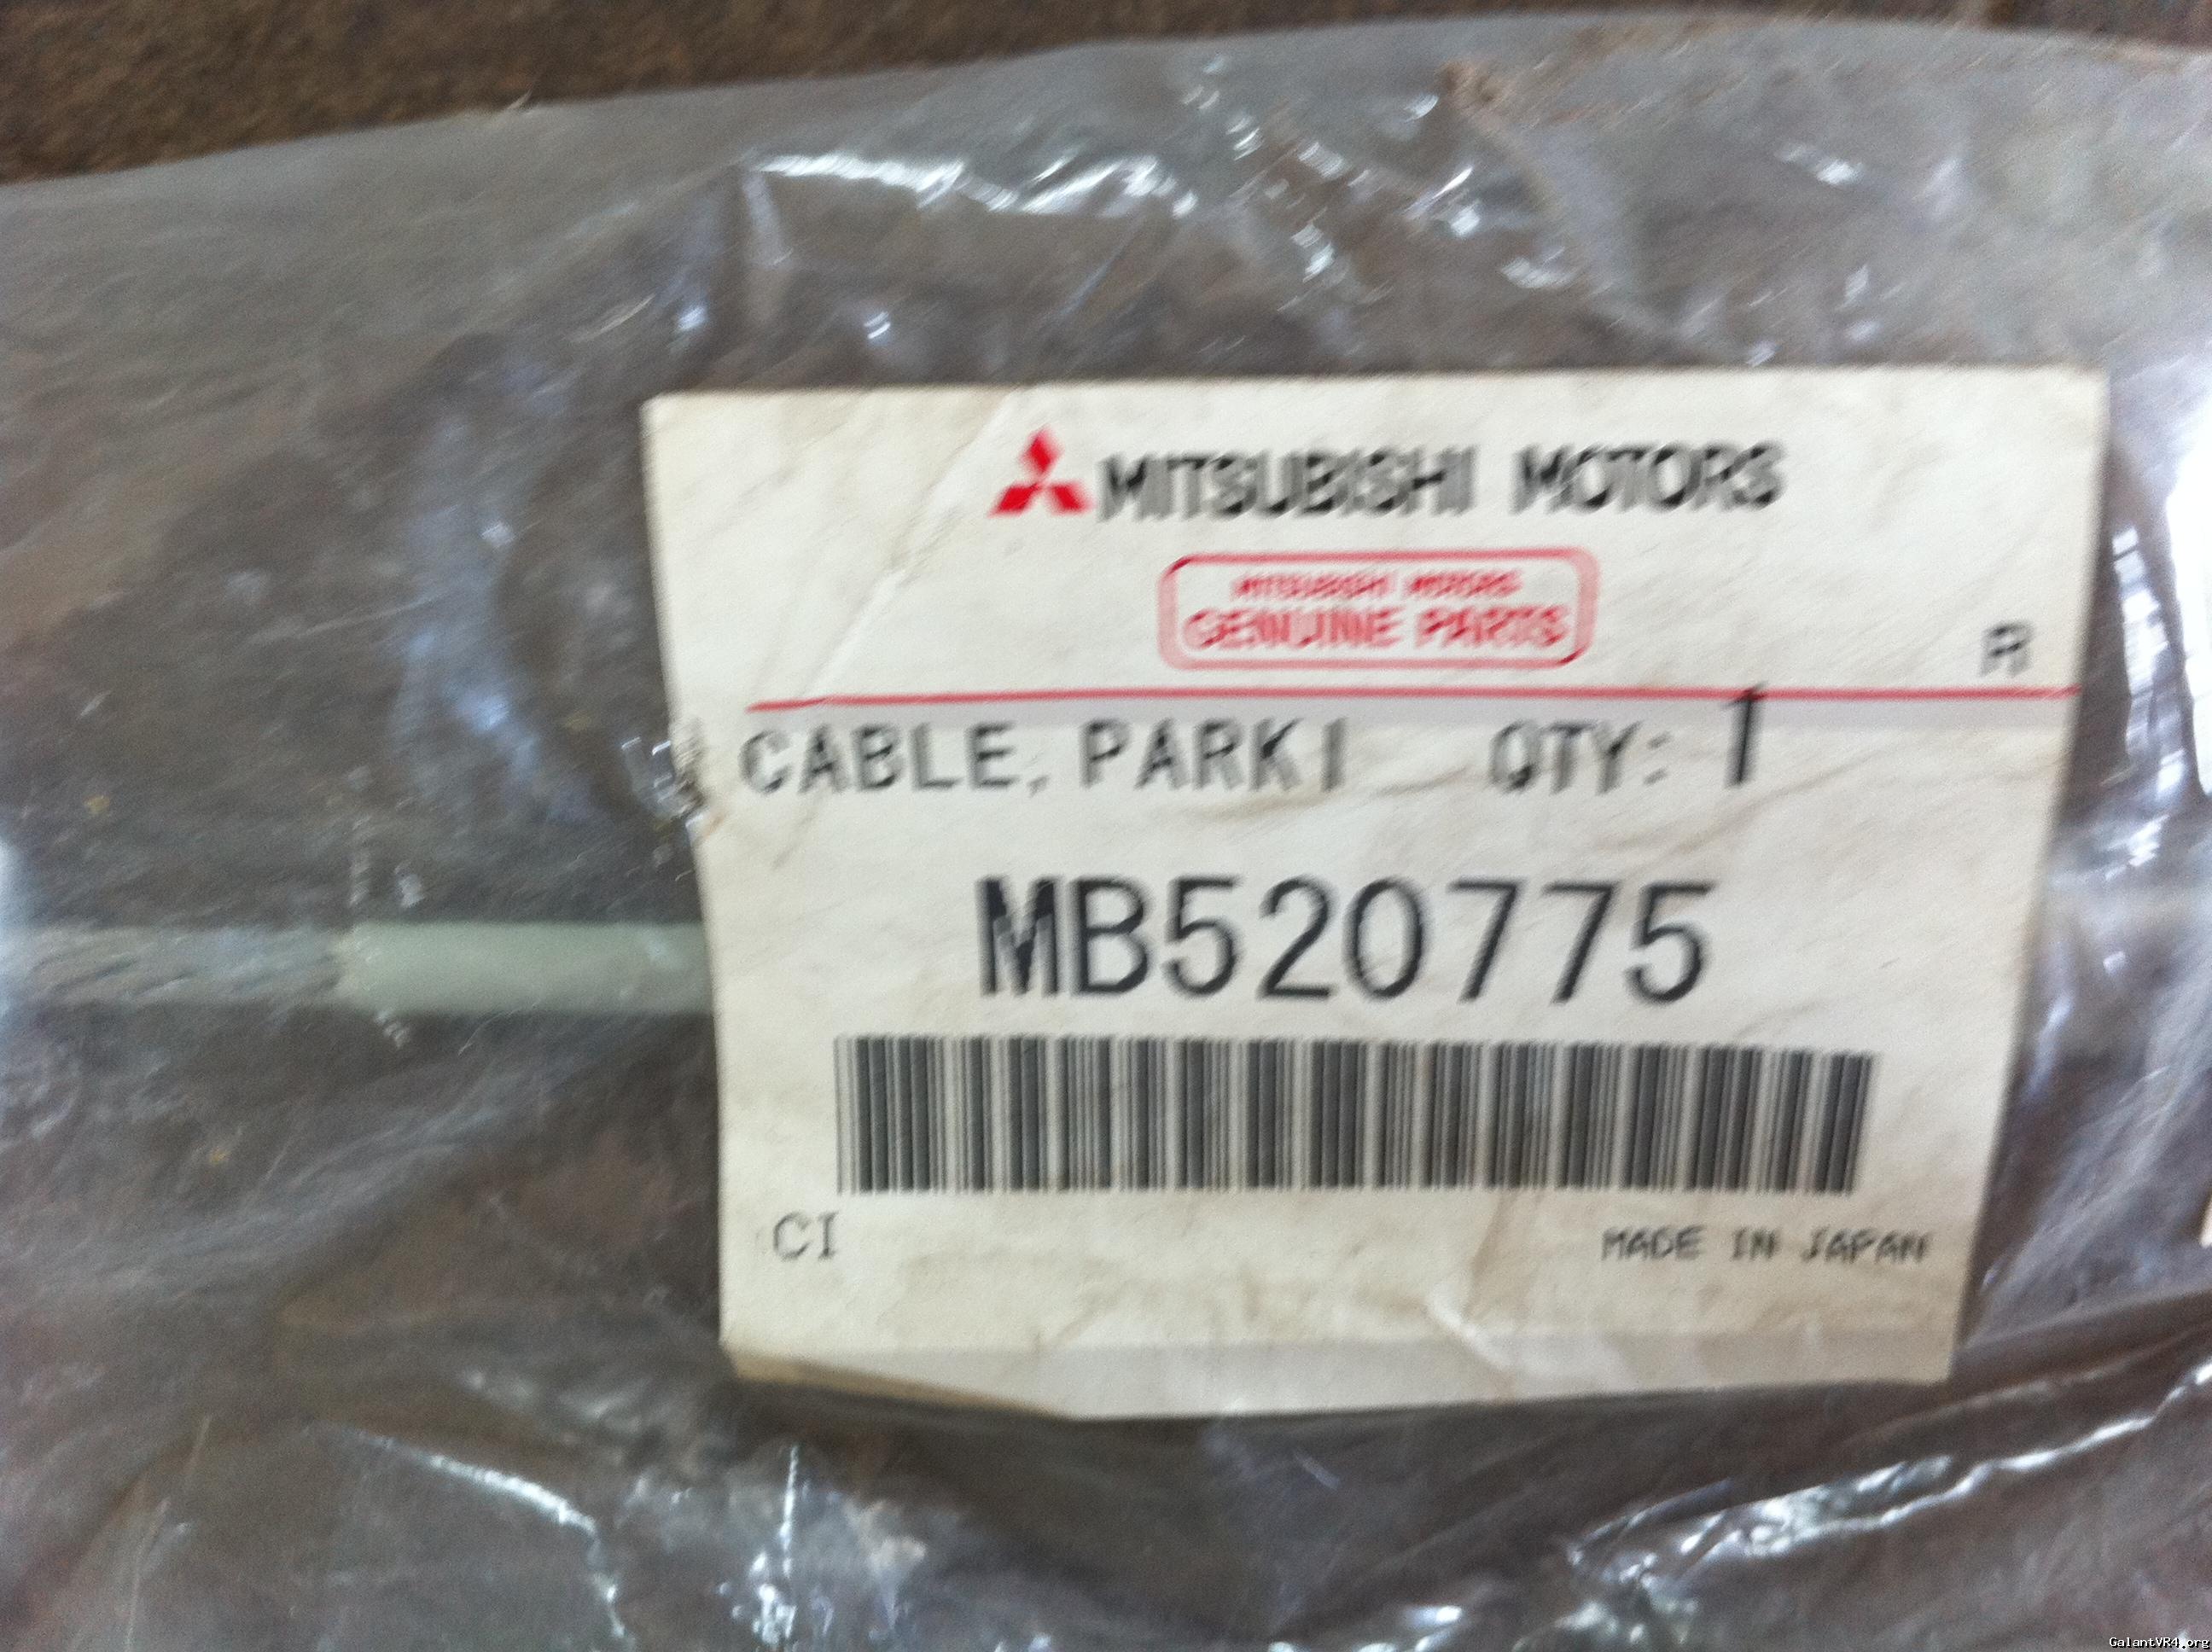 MITSUBISHI MOTORS
MITSUBISHI MOTORS
GENUINE PARTS
R
CABLE, PARKI QTY: 1
MB520775
CI
MADE IN JAPAN
GalantVR4.org